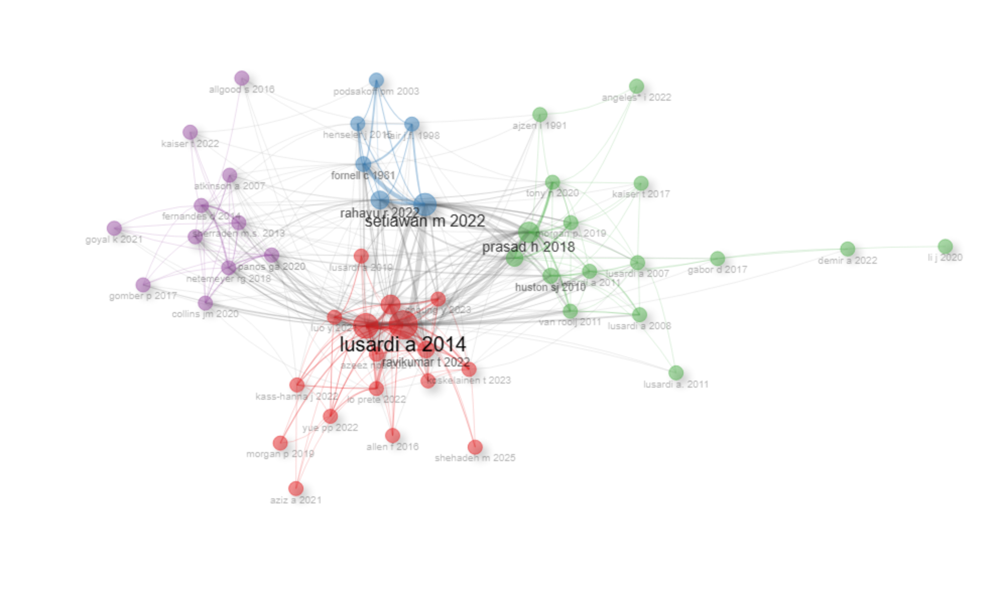 allgood s 2016
podsakoff pm 2003
angeles* i 2022
ajzen i 1991
henseler j 2015
hair j.f. 1998
kaiser t 2022
fornell c 1981
atkinson a 2007
tony n 2020
kaiser t 2017
rahayu r 2022
fernandes d 2014
setiawan m 2022
sherraden m.s. 2013
morgan p. 2019
goyal k 2021
prasad h 2018
li j 2020
demir a 2022
panos ga 2020
lusardi a 2019
gabor d 2017
lusardi a 2007
netemeyer rg 2018
lusardi a 2011
huston sj 2010
gomber p 2017
y 2023
collins jm 2020
van rooij 2011
lusardi a 2008
luo y
lusardi a 2014
ravikumar t 2022
azeez
koskelainen t 2023
lusardi a. 2011
kass-hanna j 2022
lo prete 2022
yue pp 2022
allen f 2016
morgan p 2019
shehadeh m 2025
aziz a 2021